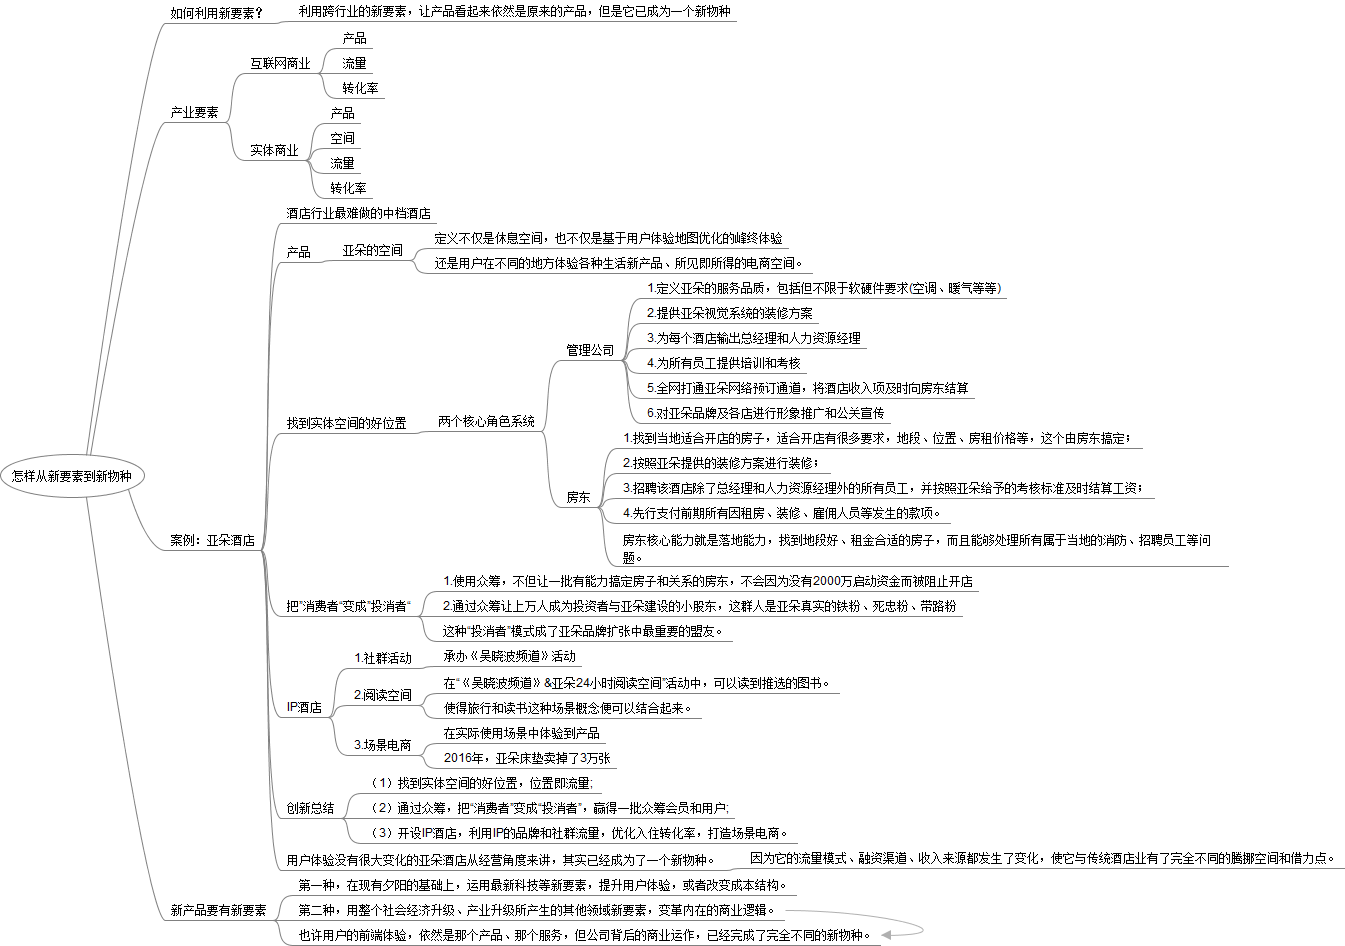 如何利用新要素？
利用跨行业的新要素，让产品看起来依然是原来的产品，但是它已成为一个新物种
产业要素
互联网商业
产品
流量
转化率
实体商业
产品
空间
流量
转化率
怎样从新要素到新物种
案例：亚朵酒店
酒店行业最难做的中档酒店
产品
亚朵的空间
定义不仅是休息空间，也不仅是基于用户体验地图优化的峰终体验
还是用户在不同的地方体验各种生活新产品、所见即所得的电商空间。
找到实体空间的好位置
两个核心角色系统
管理公司
1.定义亚朵的服务品质，包括但不限于软硬件要求(空调、暖气等等)
2.提供亚朵视觉系统的装修方案
3.为每个酒店输出总经理和人力资源经理
4.为所有员工提供培训和考核
5.全网打通亚朵网络预订通道，将酒店收入项及时向房东结算
6.对亚朵品牌及各店进行形象推广和公关宣传
房东
1.找到当地适合开店的房子，适合开店有很多要求，地段、位置、房租价格等，这个由房东搞定；
2.按照亚朵提供的装修方案进行装修；
3.招聘该酒店除了总经理和人力资源经理外的所有员工，并按照亚朵给予的考核标准及时结算工资；
4.先行支付前期所有因租房、装修、雇佣人员等发生的款项。
房东核心能力就是落地能力，找到地段好、租金合适的房子，而且能够处理所有属于当地的消防、招聘员工等问
题。
把”消费者“变成”投消者“
1.使用众筹，不但让一批有能力搞定房子和关系的房东，不会因为没有2000万启动资金而被阻止开店
2.通过众筹让上万人成为投资者与亚朵建设的小股东，这群人是亚朵真实的铁粉、死忠粉、带路粉
这种“投消者”模式成了亚朵品牌扩张中最重要的盟友。
IP酒店
1.社群活动
承办《吴晓波频道》活动
2.阅读空间
在“《吴晓波频道》&亚朵24小时阅读空间”活动中，可以读到推选的图书。
使得旅行和读书这种场景概念便可以结合起来。
3.场景电商
在实际使用场景中体验到产品
2016年，亚朵床垫卖掉了3万张
创新总结
（1）找到实体空间的好位置，位置即流量;
（2）通过众筹，把“消费者”变成“投消者”，赢得一批众筹会员和用户;
（3）开设IP酒店，利用IP的品牌和社群流量，优化入住转化率，打造场景电商。
用户体验没有很大变化的亚朵酒店从经营角度来讲，其实已经成为了一个新物种。
因为它的流量模式、融资渠道、收入来源都发生了变化，使它与传统酒店业有了完全不同的腾挪空间和借力点。
新产品要有新要素
第一种，在现有夕阳的基础上，运用最新科技等新要素，提升用户体验，或者改变成本结构。
第二种，用整个社会经济升级、产业升级所产生的其他领域新要素，变革内在的商业逻辑。
也许用户的前端体验，依然是那个产品、那个服务，但公司背后的商业运作，已经完成了完全不同的新物种。